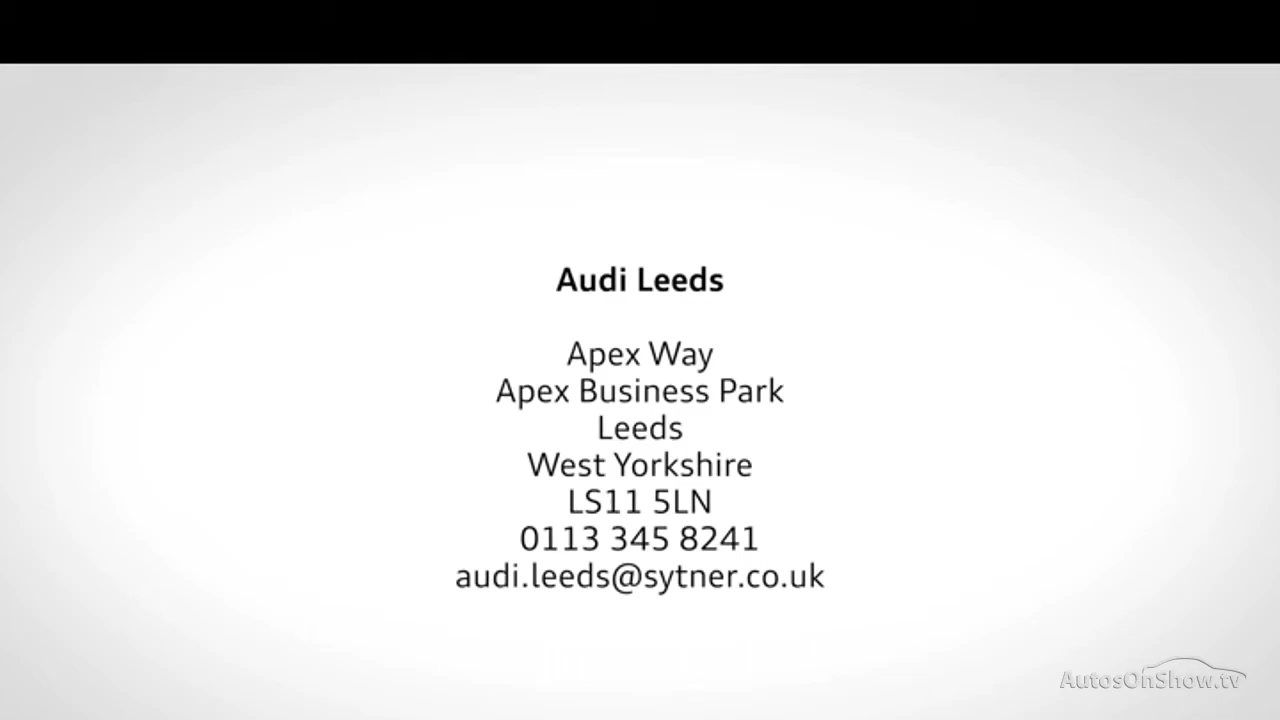 Audi Leeds
Apex Way
Apex Business Park
Leeds
West Yorkshire
LS11 5LN
0113 345 8241
audi.leeds@sytner.co.uk
AutosOnShow.tv